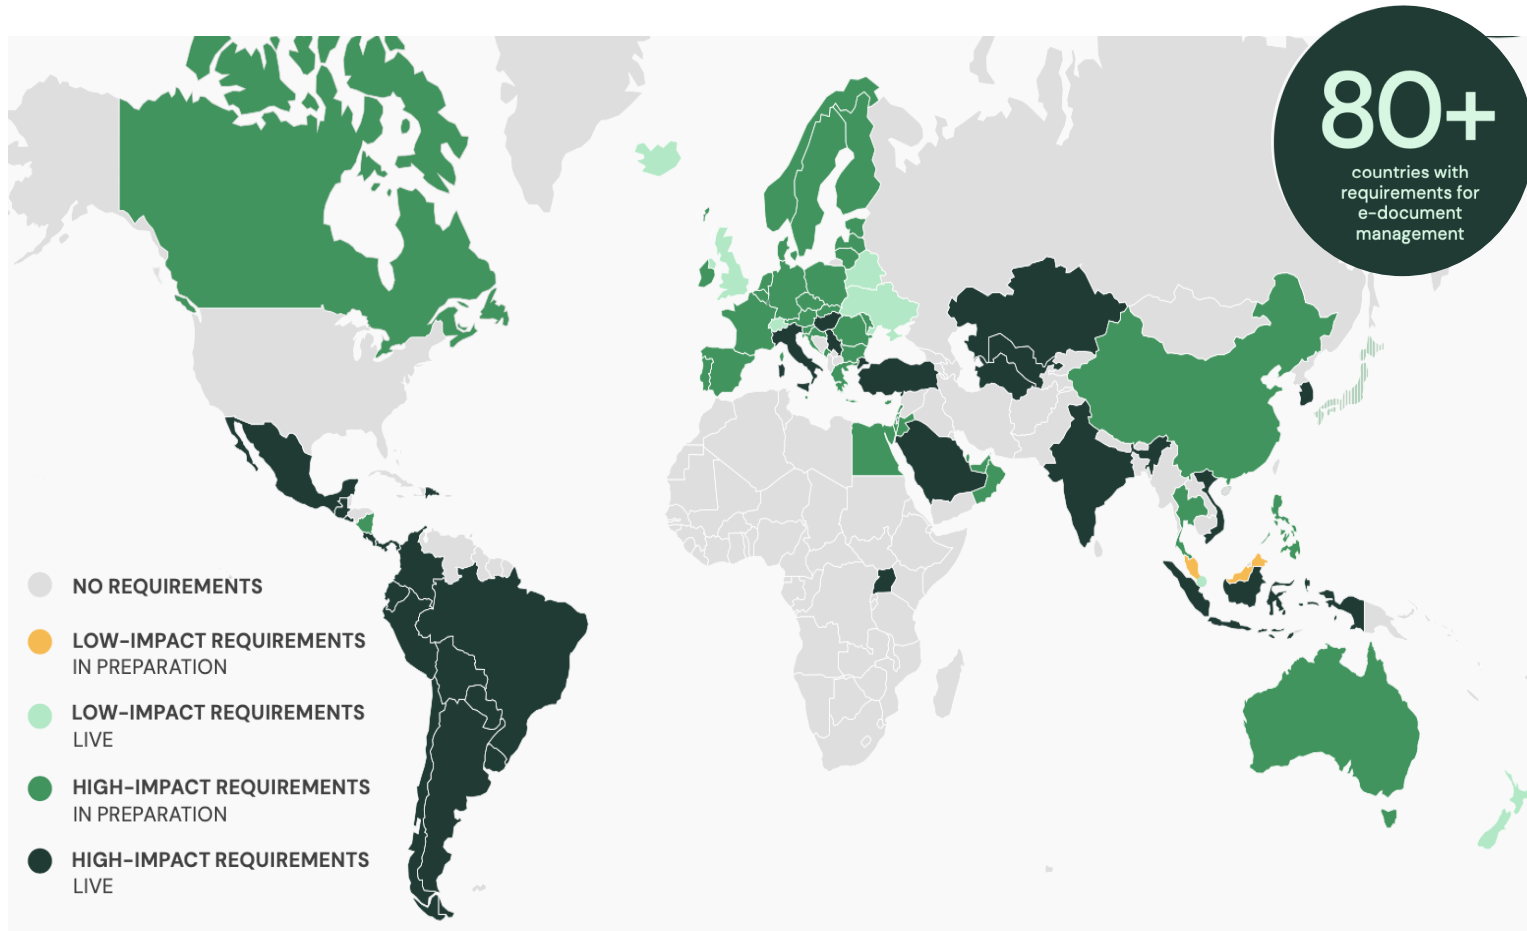 80+
countries with
requirements for
e-document
management
NO REQUIREMENTS
LOW-IMPACT REQUIREMENTS
IN PREPARATION
LOW-IMPACT REQUIREMENTS
LIVE
HIGH-IMPACT REQUIREMENTS
IN PREPARATION
HIGH-IMPACT REQUIREMENTS
LIVE